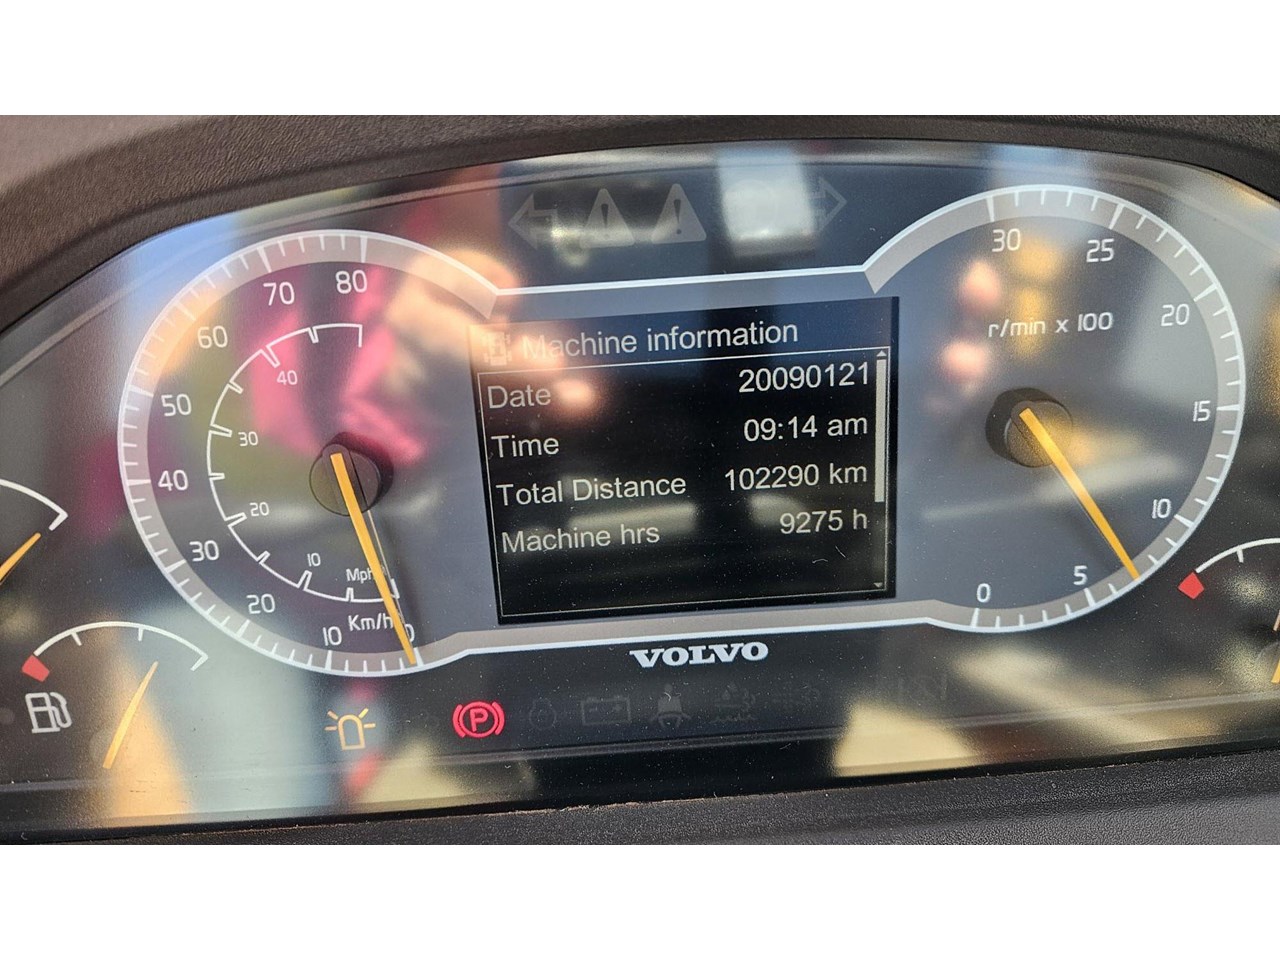 Machine information
Date 20090121
Time 09:14 am
Total Distance 102290 km
Machine hrs 9275 h
80
70
60
50
40
30
20
10
0
Km/h
40
30
20
10
Mph
30
25
20
15
10
5
0
r/min x 100
VOLVO
P